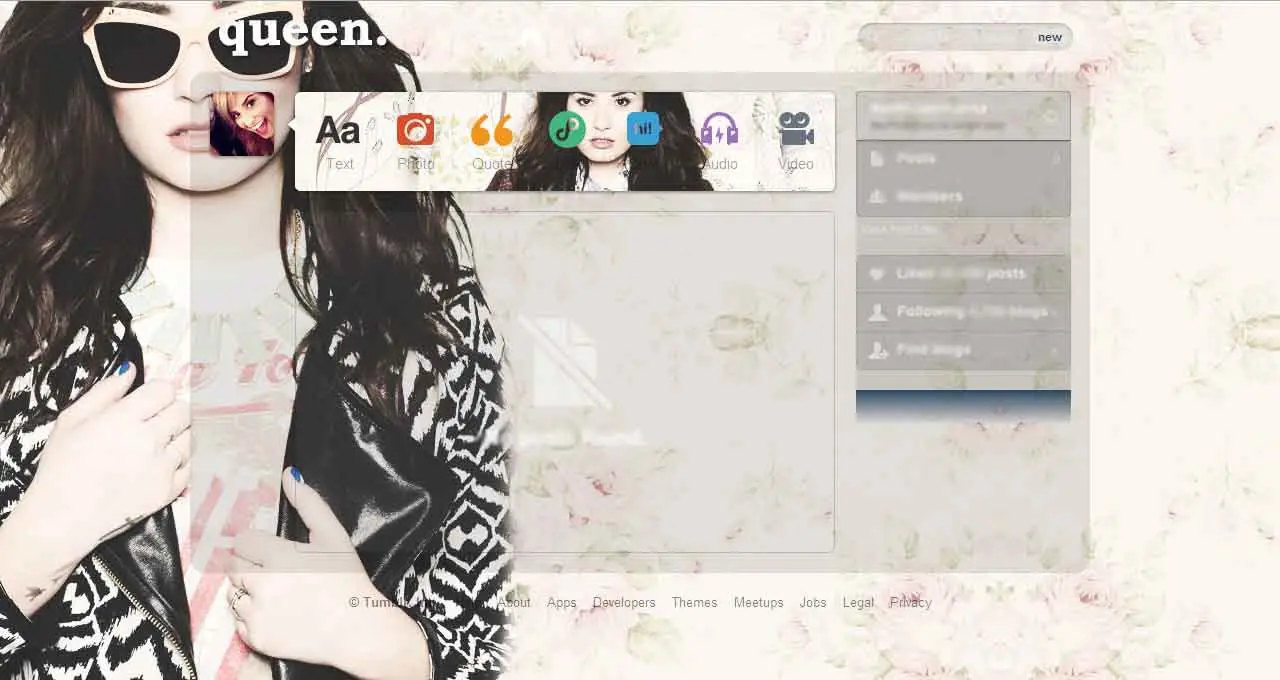 queen.
new
Aa
hi!
Text Photo Quote Audio Video
Posts
Members
Likes posts
Following blogs
Find blogs
© Tumblr About Apps Developers Themes Meetups Jobs Legal Privacy